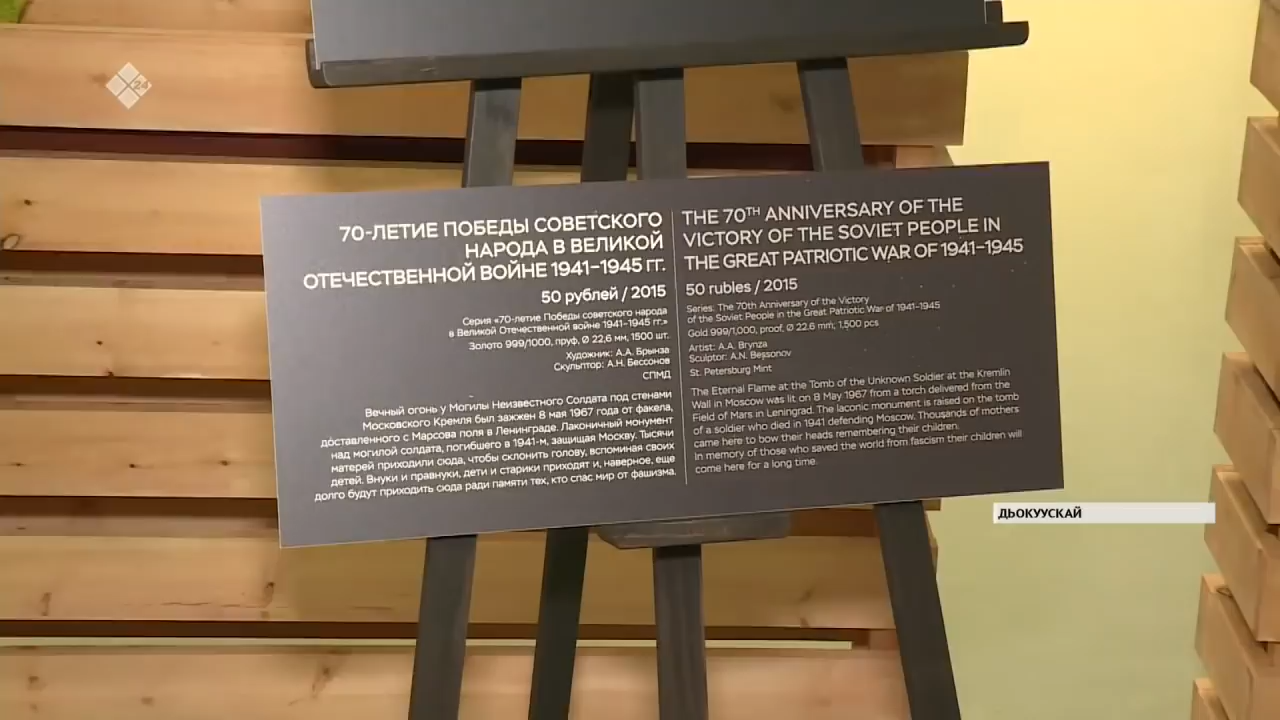 24
70-ЛЕТИЕ ПОБЕДЫ СОВЕТСКОГО
НАРОДА В ВЕЛИКОЙ
ОТЕЧЕСТВЕННОЙ ВОЙНЕ 1941–1945 ГГ.
50 рублей / 2015
Серия «70-летие Победы советского народа
в Великой Отечественной войне 1941–1945 гг.»
Золото 999/1000, пруф, Ø 22,6 мм, 1500 шт.
Художник: А.А. Брынза
Скульптор: А.Н. Бессонов
СПМД
Вечный огонь у Могилы Неизвестного Солдата под стенами
Московского Кремля был зажжен 8 мая 1967 года от факела,
доставленного с Марсова поля в Ленинграде. Лаконичный монумент
над могилой солдата, погибшего в 1941-м, защищая Москву. Тысячи
матерей приходили сюда, чтобы склонить голову, вспоминая своих
детей. Внуки и правнуки, дети и старики приходят и, наверное, еще
долго будут приходить сюда ради памяти тех, кто спас мир от фашизма.
THE 70TH ANNIVERSARY OF THE
VICTORY OF THE SOVIET PEOPLE IN
THE GREAT PATRIOTIC WAR OF 1941–1945
50 rubles / 2015
Series: The 70th Anniversary of the Victory
of the Soviet People in the Great Patriotic War of 1941–1945
Gold 999/1,000, proof, Ø 22.6 mm, 1,500 pcs
Artist: A.A. Brynza
Sculptor: A.N. Bessonov
St. Petersburg Mint
The Eternal Flame at the Tomb of the Unknown Soldier at the Kremlin
Wall in Moscow was lit on 8 May 1967 from a torch delivered from the
Field of Mars in Leningrad. The laconic monument is raised on the tomb
of a soldier who died in 1941 defending Moscow. Thousands of mothers
came here to bow their heads remembering their children.
In memory of those who saved the world from fascism their children will
come here for a long time.
ДЬОКУУСКАЙ